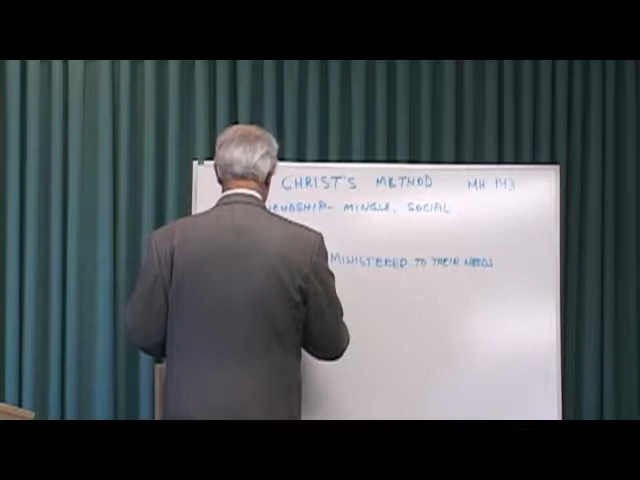 CHRIST'S METHOD MH 143
MINGLE, SOCIAL
MINISTERED TO THEIR NEEDS